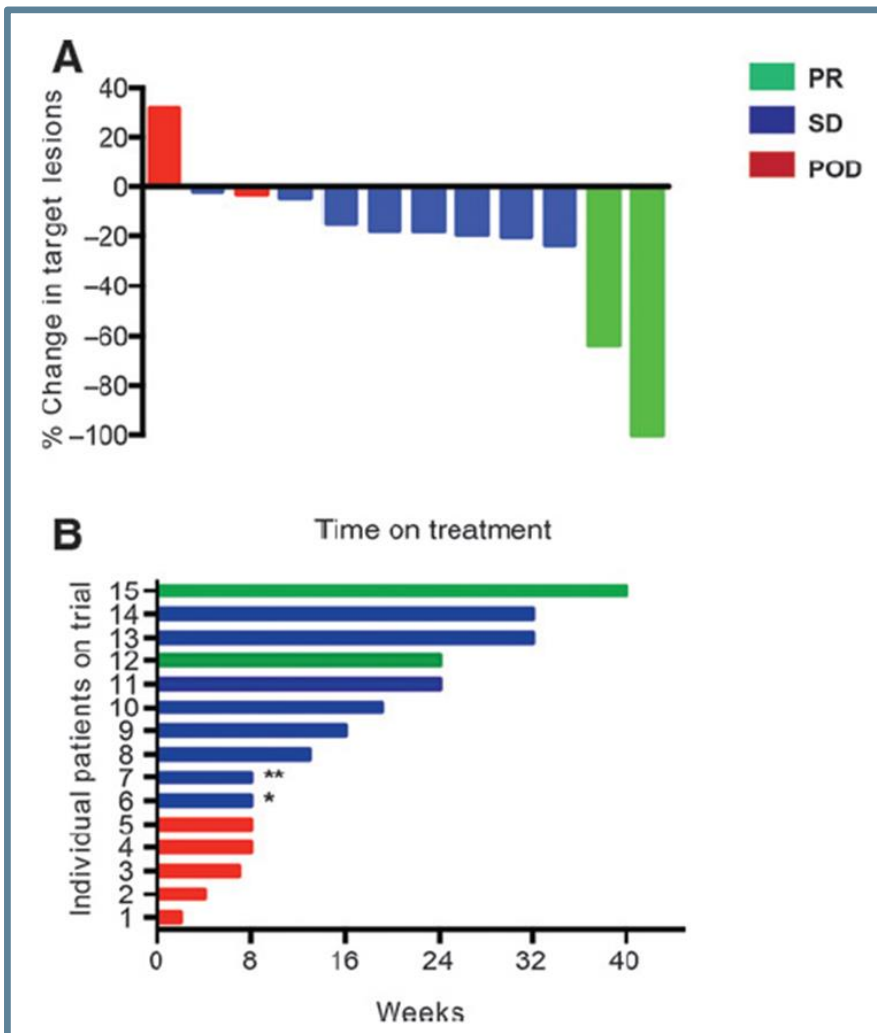 A
% Change in target lesions
40
20
0
–20
–40
–60
–80
–100
PR
SD
POD
B
Time on treatment
Individual patients on trial
15
14
13
12
11
10
9
8
7 **
6 *
5
4
3
2
1
0 8 16 24 32 40
Weeks